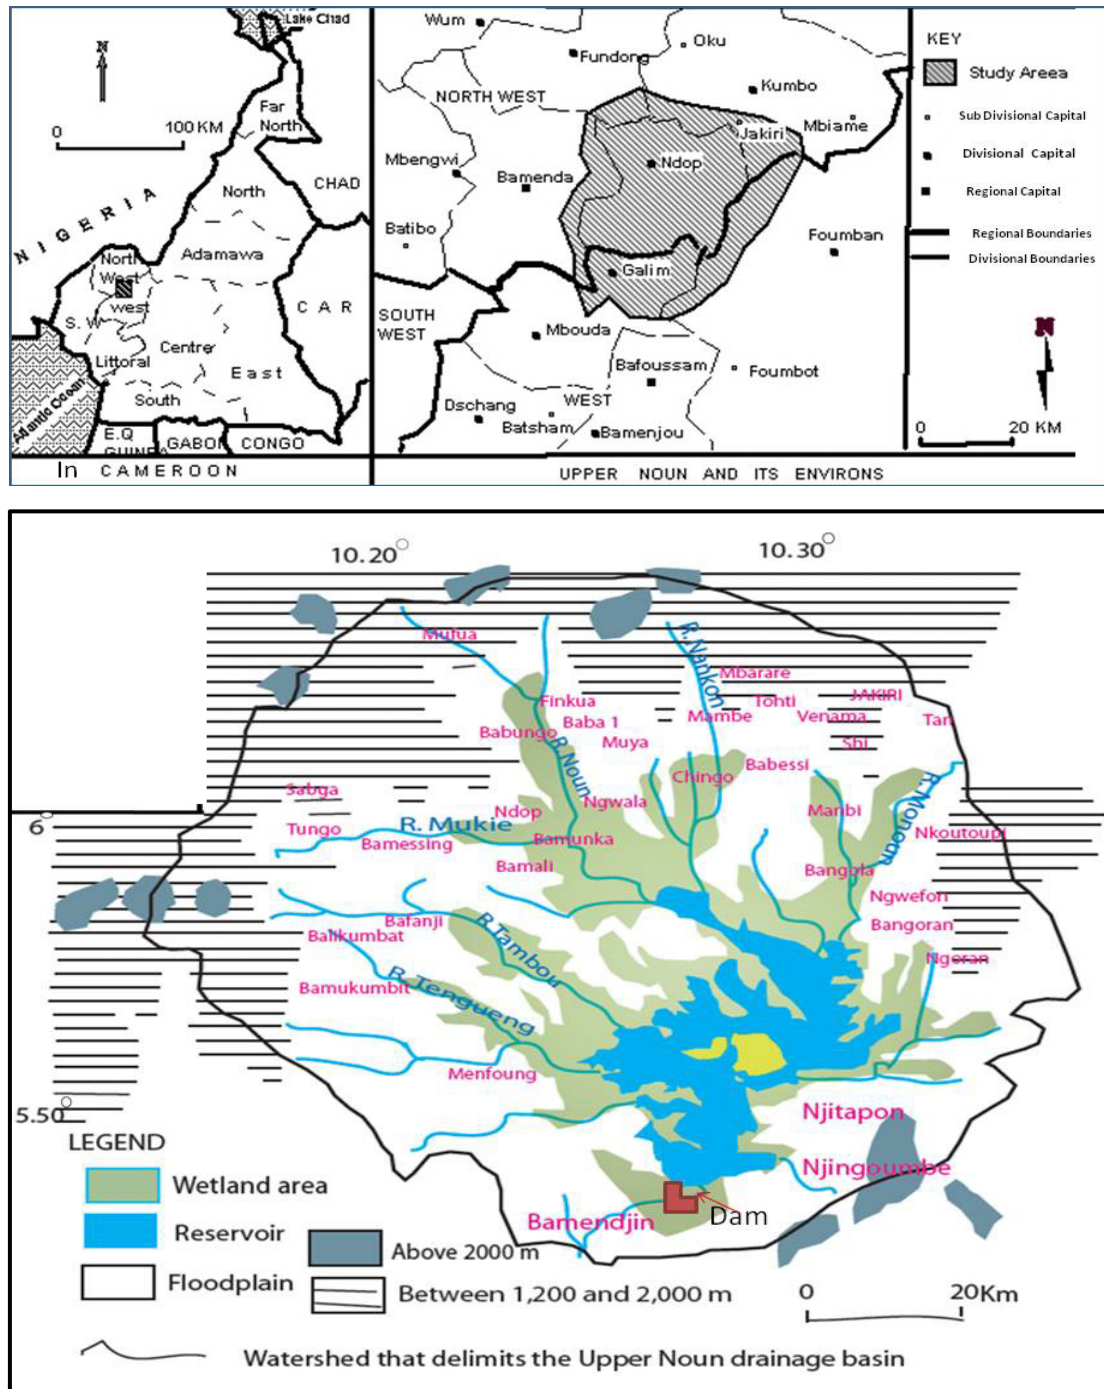 Lake Chad
N
Far
North
0 100 KM
CHAD
North
NIGERIA
Adamawa
North
West
west
C A R
S. W
Centre
Littoral
East
South
Atlantic Ocean
E.Q
GUINEA
GABON
CONGO
In CAMEROON
Wum
Oku
Fundong
Kumbo
NORTH WEST
Jakiri
Mbiame
Ndop
Mbengwi
Bamenda
Batibo
Foumban
Galim
SOUTH
WEST
Mbouda
Bafoussam
Foumbot
Dschang
WEST
Batsham
Bamenjou
UPPER NOUN AND ITS ENVIRONS
KEY
Study Areea
Sub Divisional Capital
Divisional Capital
Regional Capital
Regional Boundaries
Divisional Boundaries
N
0 20 KM
10.20°
10.30°
Mufua
R.Nankon
Mbarare
Finkua
Tohti
JAKIRI
Baba 1
Mambe
Venama
Tan
Babungo
Muya
Shi
R.Noun
Chingo
Babessi
Sabga
Ngwala
Manbi
R.Monoun
Ndop
6°
Tungo
R. Mukie
Bamessing
Bamunka
Nkoutoupi
Bamali
Bangola
Ngwefon
Bafanji
R.Tambou
Bangoran
Balikumbat
Ngoran
Bamukumbit
R. Tengueng
Menfoung
5.50°
Njitapon
LEGEND
Njingoumbe
Wetland area
Bamendjin
Dam
Reservoir
Above 2000 m
Floodplain
Between 1,200 and 2,000 m
0 20Km
Watershed that delimits the Upper Noun drainage basin